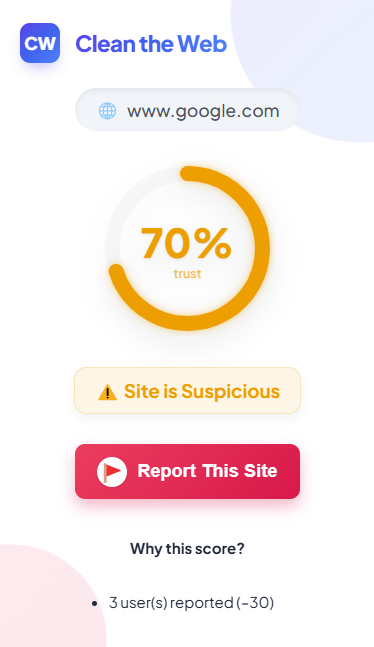 CW Clean the Web
www.google.com
70%
trust
Site is Suspicious
Report This Site
Why this score?
• 3 user(s) reported (−30)